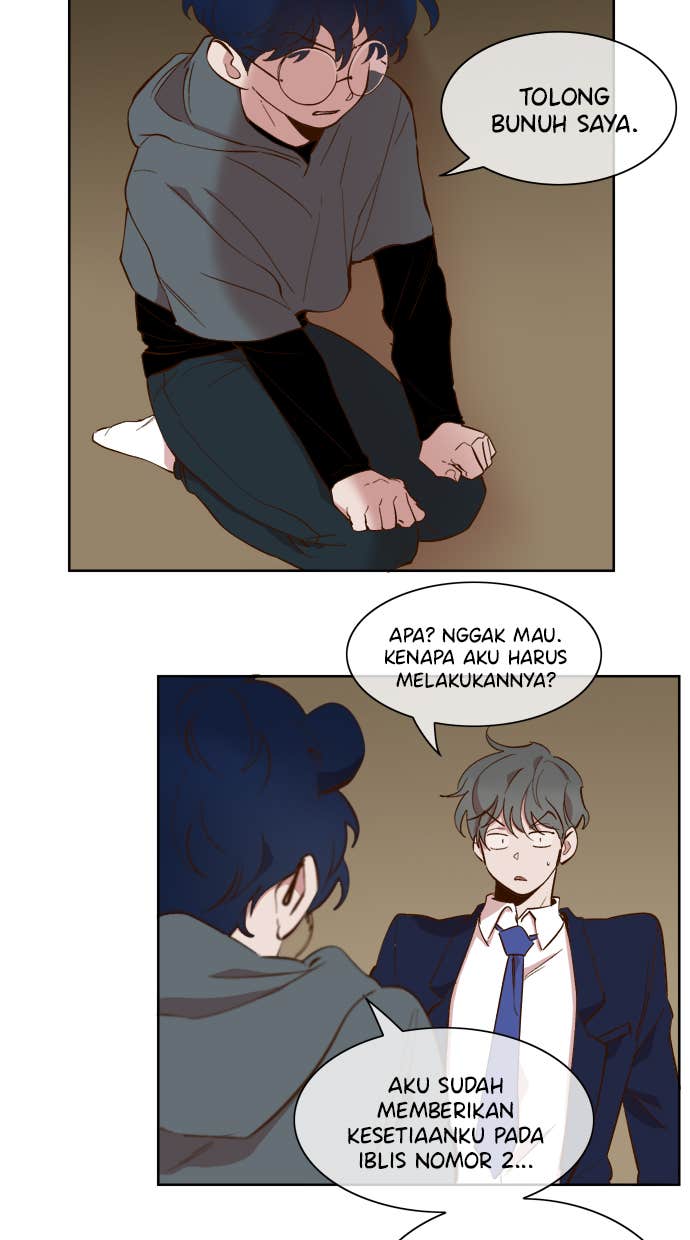 TOLONG
BUNUH SAYA.
APA? NGGAK MAU.
KENAPA AKU HARUS
MELAKUKANNYA?
AKU SUDAH
MEMBERIKAN
KESETIAANKU PADA
IBLIS NOMOR 2...